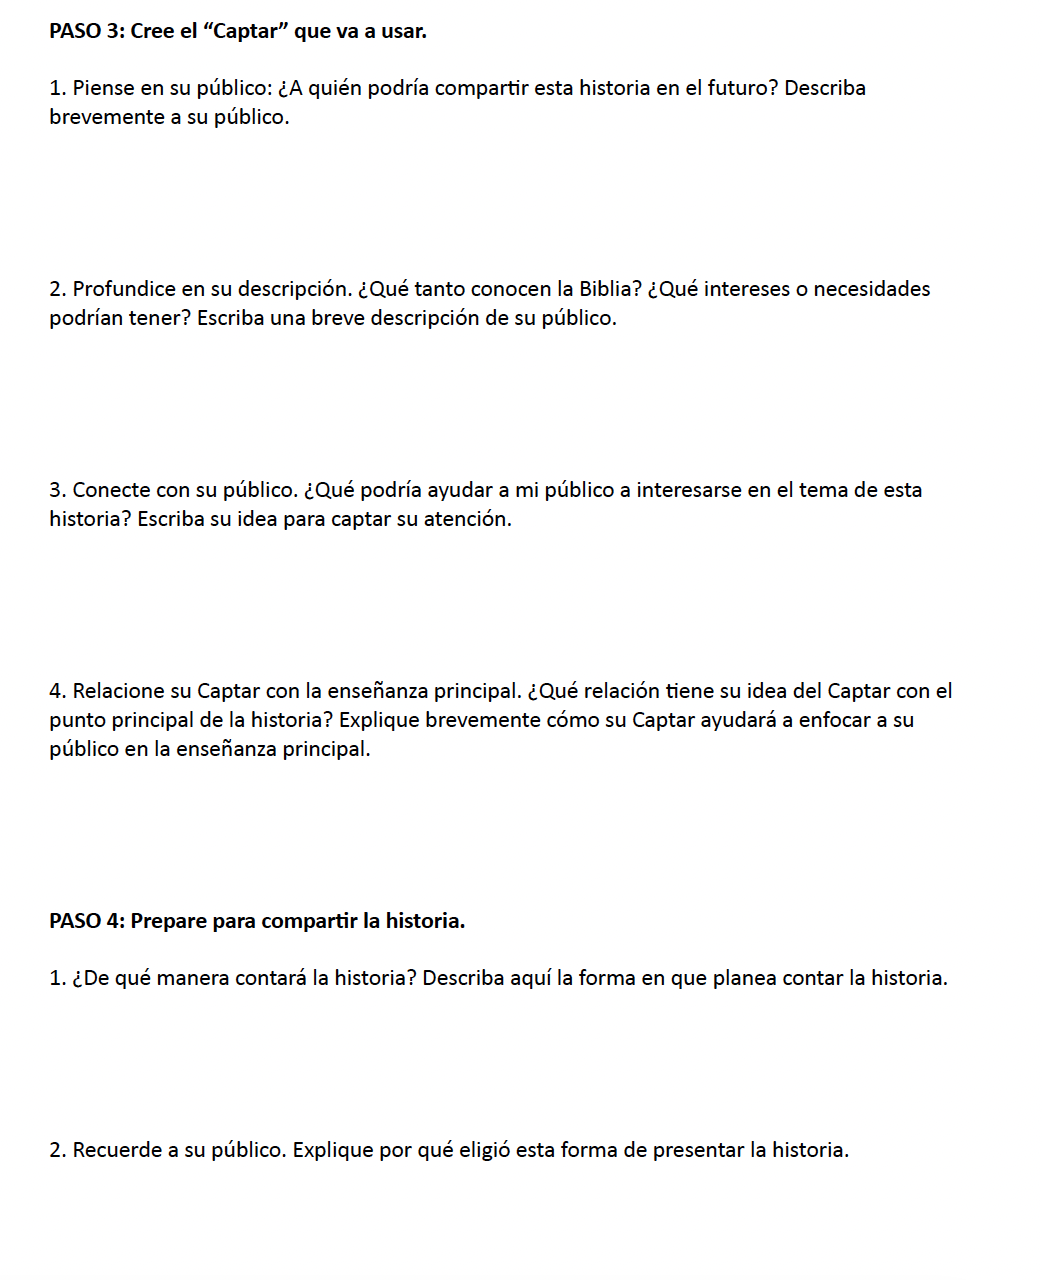 PASO 3: Cree el “Captar” que va a usar.
1. Piense en su público: ¿A quién podría compartir esta historia en el futuro? Describa
brevemente a su público.
2. Profundice en su descripción. ¿Qué tanto conocen la Biblia? ¿Qué intereses o necesidades
podrían tener? Escriba una breve descripción de su público.
3. Conecte con su público. ¿Qué podría ayudar a mi público a interesarse en el tema de esta
historia? Escriba su idea para captar su atención.
4. Relacione su Captar con la enseñanza principal. ¿Qué relación tiene su idea del Captar con el
punto principal de la historia? Explique brevemente cómo su Captar ayudará a enfocar a su
público en la enseñanza principal.
PASO 4: Prepare para compartir la historia.
1. ¿De qué manera contará la historia? Describa aquí la forma en que planea contar la historia.
2. Recuerde a su público. Explique por qué eligió esta forma de presentar la historia.